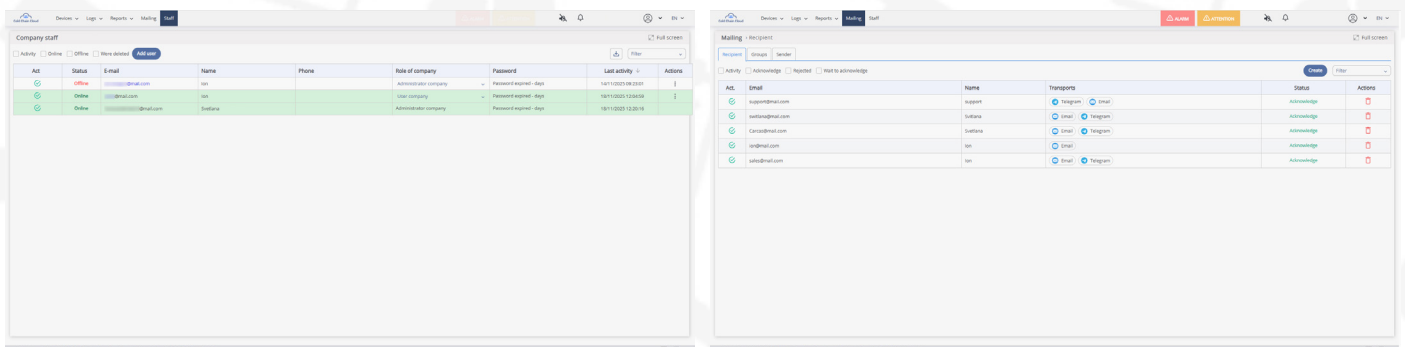 Devices Logs Reports Mailing Staff EN
Company staff Full screen
Activity Online Offline Were deleted Add user Filter
Act Status E-mail Name Phone Role of company Password Last activity Actions
Offline @mail.com Ion Administrator company Password expired - days
Online @mail.com Ion User company Password expired - days
Online @mail.com Svetlana Administrator company Password expired - days
Devices Logs Reports Mailing Staff ALARM ATTENTION EN
Mailing › Recipient Full screen
Recipient Groups Sender
Activity Acknowledge Rejected Wait to acknowledge Create Filter
Act. Email Name Transports Status Actions
support@mail.com support Telegram Email Acknowledge
svetlana@mail.com Svetlana Email Telegram Acknowledge
Carcas@mail.com Svetlana Email Telegram Acknowledge
ion@mail.com Ion Email Acknowledge
sales@mail.com Ion Email Telegram Acknowledge